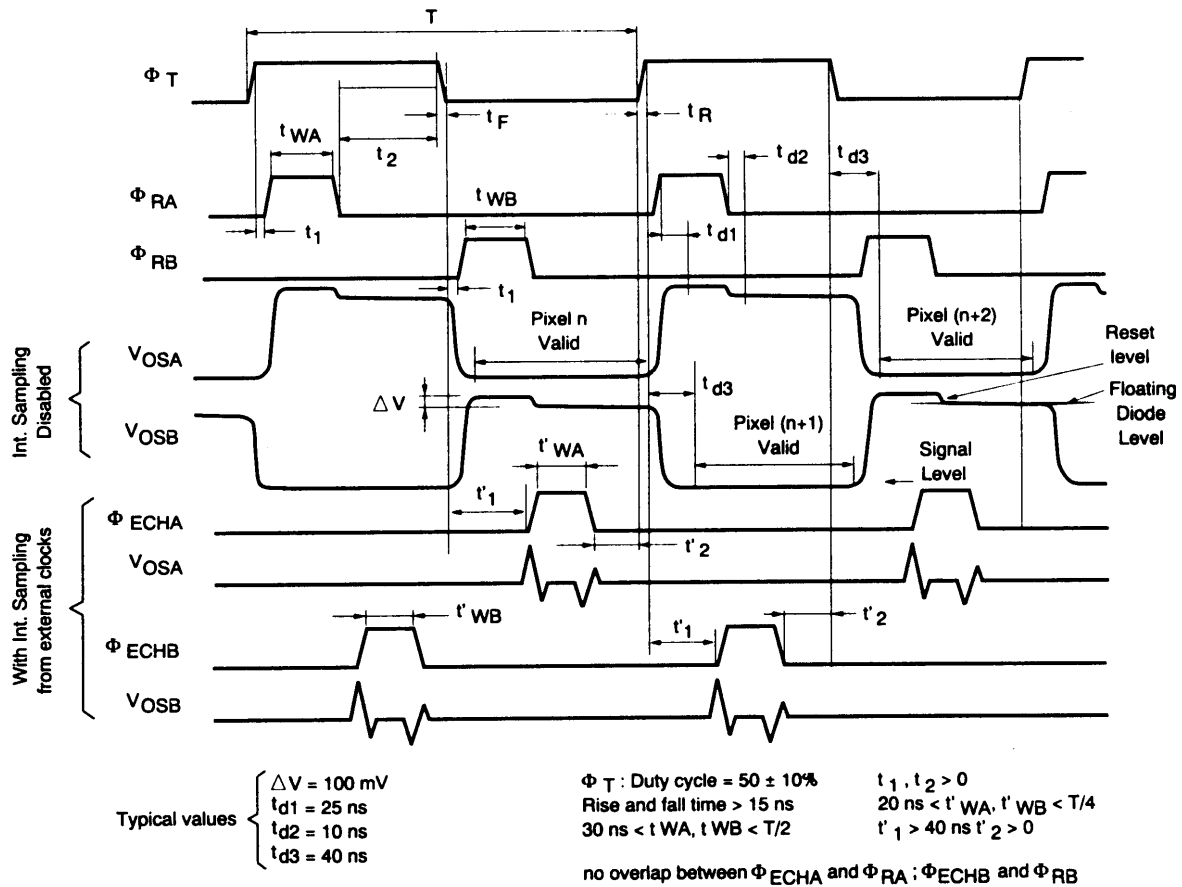 T
Φ T
t F
t R
t WA
t 2
t d2
t d3
Φ RA
t 1
t WB
t d1
Φ RB
t 1
Pixel n
Valid
Pixel (n+2)
Valid
Reset
level
Int. Sampling
Disabled
V OSA
Δ V
t d3
Floating
Diode
Level
V OSB
t' WA
Pixel (n+1)
Valid
Signal
Level
With Int. Sampling
from external clocks
t' 1
Φ ECHA
t' 2
V OSA
t' WB
t' 1
t' 2
Φ ECHB
V OSB
Typical values
Δ V = 100 mV
t d1 = 25 ns
t d2 = 10 ns
t d3 = 40 ns
Φ T : Duty cycle = 50 ± 10%
Rise and fall time > 15 ns
30 ns < t WA, t WB < T/2
t 1 , t 2 > 0
20 ns < t' WA, t' WB < T/4
t' 1 > 40 ns t' 2 > 0
no overlap between Φ ECHA and Φ RA ; Φ ECHB and Φ RB